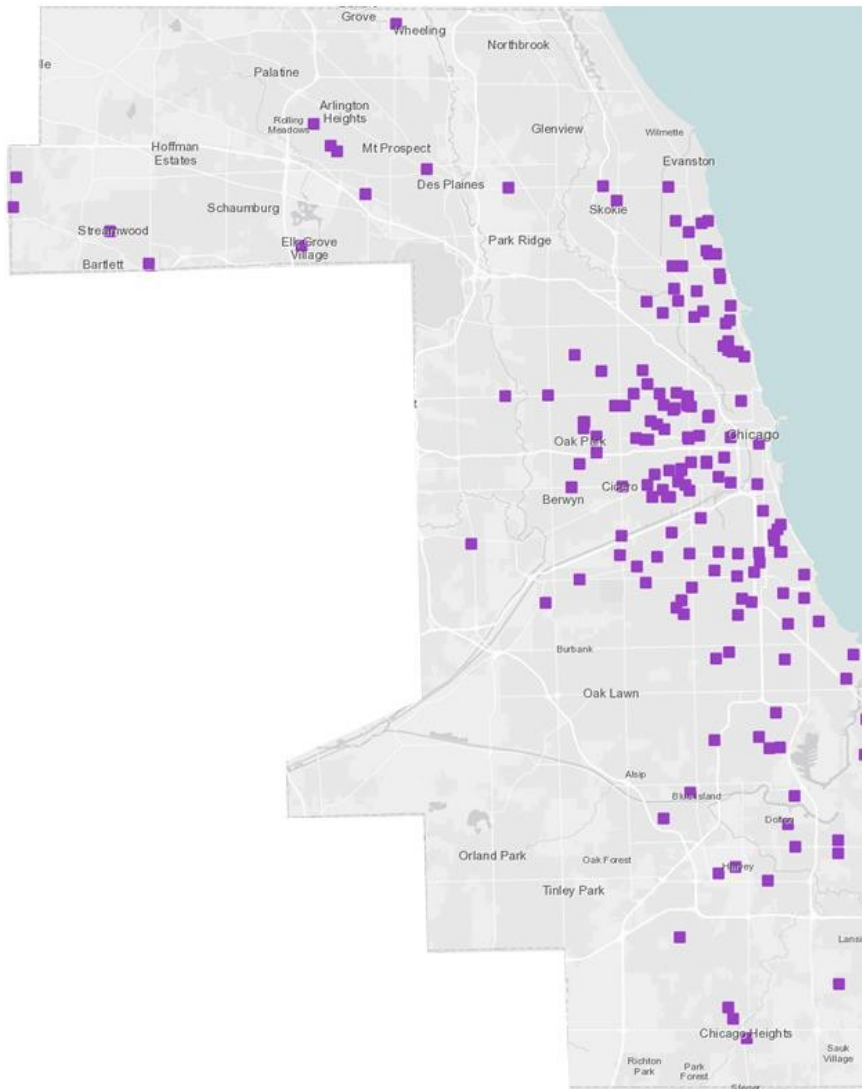 Grove
Wheeling
Northbrook
Palatine
Arlington
Heights
Rolling
Meadows
Glenview
Wilmette
Hoffman
Estates
Mt Prospect
Evanston
Des Plaines
Schaumburg
Skokie
Streamwood
Elk Grove
Village
Park Ridge
Bartlett
Chicago
Oak Park
Cicero
Berwyn
Burbank
Oak Lawn
Alsip
Blue Island
Dolton
Orland Park
Oak Forest
Harvey
Tinley Park
Lansi
Chicago Heights
Sauk
Village
Richton
Park
Park
Forest